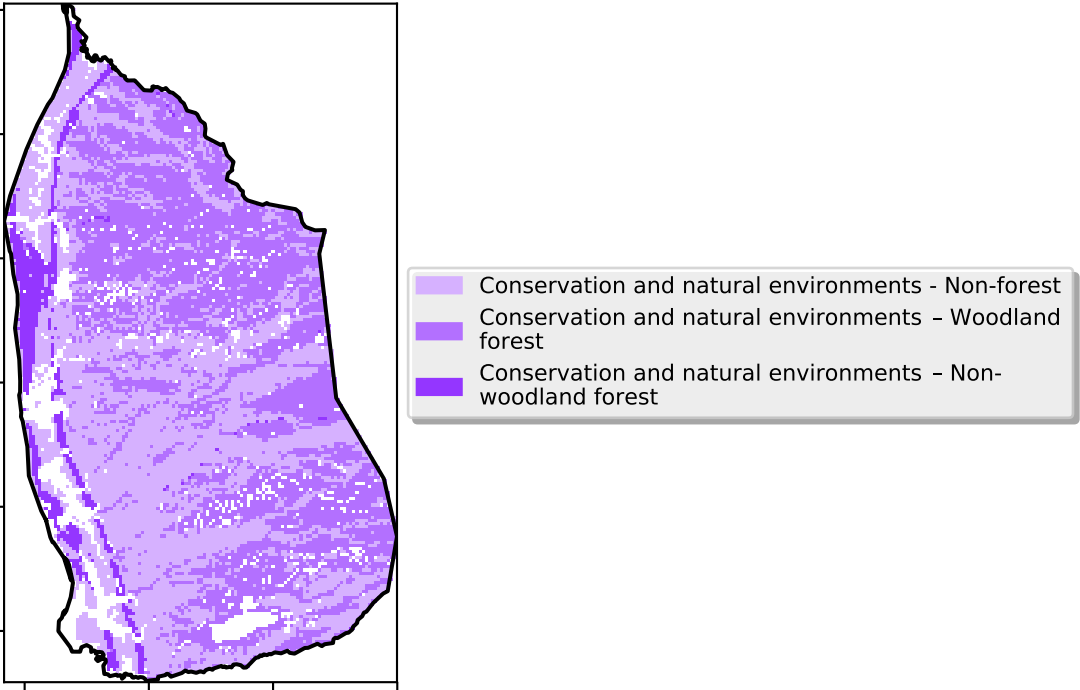 Conservation and natural environments - Non-forest
Conservation and natural environments – Woodland
forest
Conservation and natural environments – Non-
woodland forest